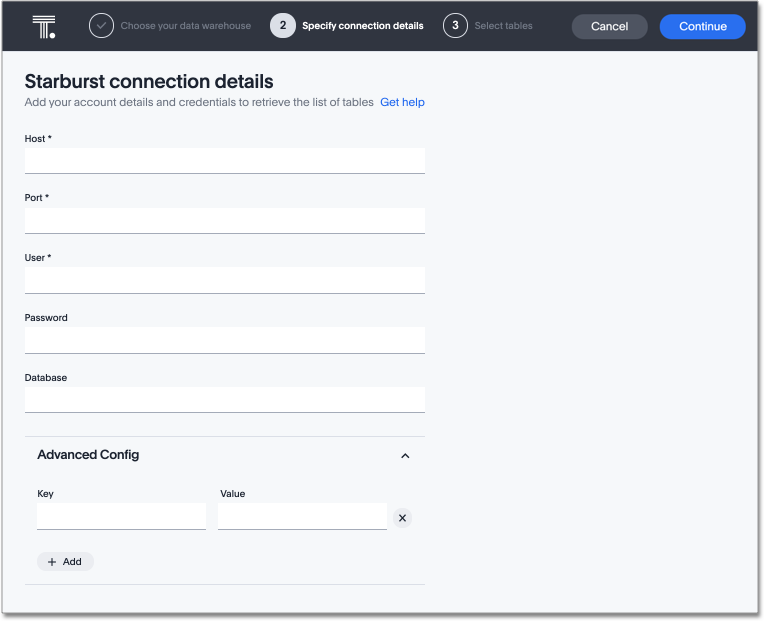 T.
Choose your data warehouse 2 Specify connection details 3 Select tables Cancel Continue
Starburst connection details
Add your account details and credentials to retrieve the list of tables Get help
Host *
Port *
User *
Password
Database
Advanced Config
Key Value
+ Add